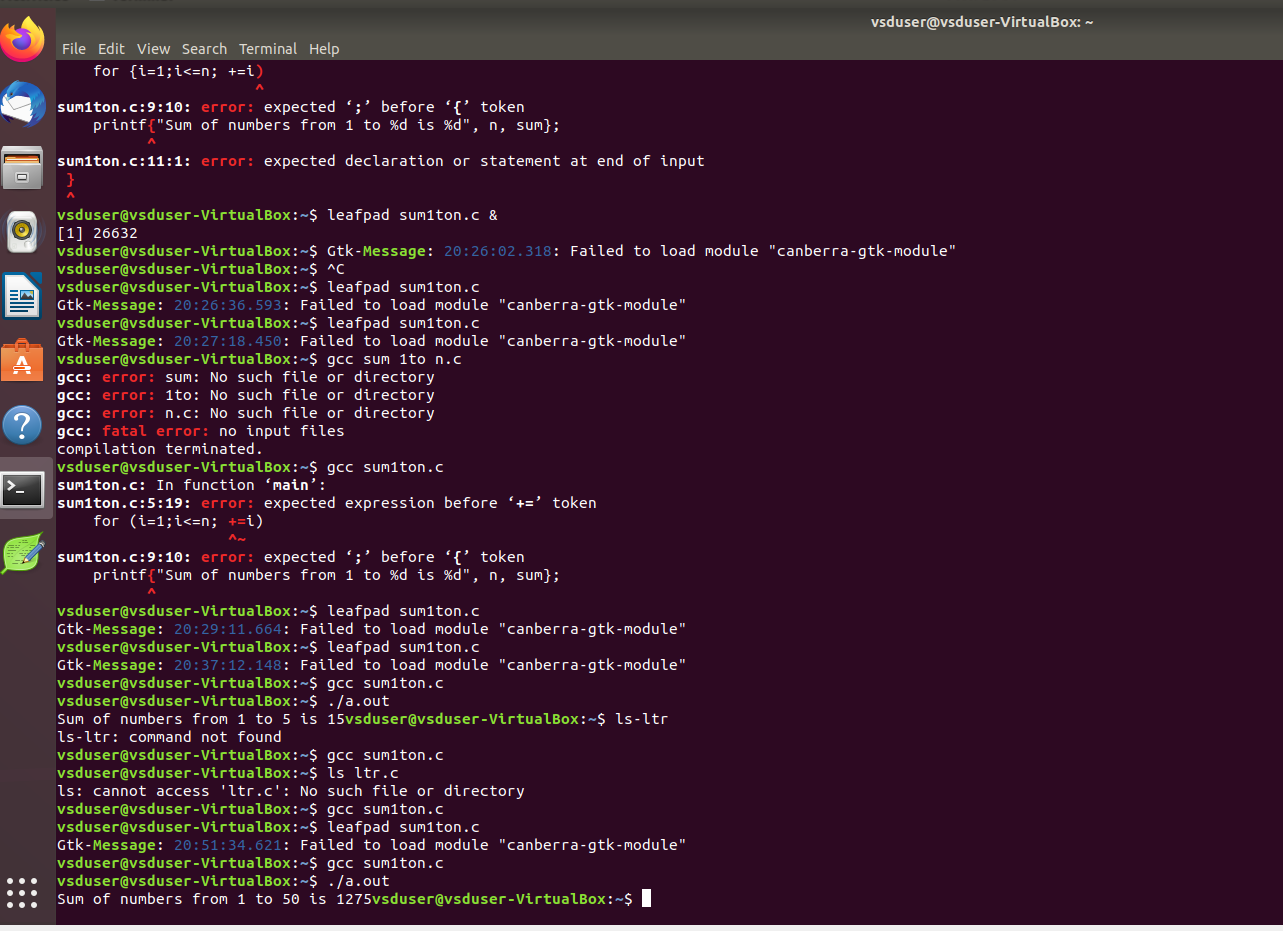 vsduser@vsduser-VirtualBox: ~
File Edit View Search Terminal Help
    for {i=1;i<=n; +=i)
                      ^
sum1ton.c:9:10: error: expected ‘;’ before ‘{’ token
    printf{"Sum of numbers from 1 to %d is %d", n, sum};
          ^
sum1ton.c:11:1: error: expected declaration or statement at end of input
 }
 ^
vsduser@vsduser-VirtualBox:~$ leafpad sum1ton.c &
[1] 26632
vsduser@vsduser-VirtualBox:~$ Gtk-Message: 20:26:02.318: Failed to load module "canberra-gtk-module"
vsduser@vsduser-VirtualBox:~$ ^C
vsduser@vsduser-VirtualBox:~$ leafpad sum1ton.c
Gtk-Message: 20:26:36.593: Failed to load module "canberra-gtk-module"
vsduser@vsduser-VirtualBox:~$ leafpad sum1ton.c
Gtk-Message: 20:27:18.450: Failed to load module "canberra-gtk-module"
vsduser@vsduser-VirtualBox:~$ gcc sum 1to n.c
gcc: error: sum: No such file or directory
gcc: error: 1to: No such file or directory
gcc: error: n.c: No such file or directory
gcc: fatal error: no input files
compilation terminated.
vsduser@vsduser-VirtualBox:~$ gcc sum1ton.c
sum1ton.c: In function ‘main’:
sum1ton.c:5:19: error: expected expression before ‘+=’ token
    for (i=1;i<=n; +=i)
                   ^~
sum1ton.c:9:10: error: expected ‘;’ before ‘{’ token
    printf{"Sum of numbers from 1 to %d is %d", n, sum};
          ^
vsduser@vsduser-VirtualBox:~$ leafpad sum1ton.c
Gtk-Message: 20:29:11.664: Failed to load module "canberra-gtk-module"
vsduser@vsduser-VirtualBox:~$ leafpad sum1ton.c
Gtk-Message: 20:37:12.148: Failed to load module "canberra-gtk-module"
vsduser@vsduser-VirtualBox:~$ gcc sum1ton.c
vsduser@vsduser-VirtualBox:~$ ./a.out
Sum of numbers from 1 to 5 is 15vsduser@vsduser-VirtualBox:~$ ls-ltr
ls-ltr: command not found
vsduser@vsduser-VirtualBox:~$ gcc sum1ton.c
vsduser@vsduser-VirtualBox:~$ ls ltr.c
ls: cannot access 'ltr.c': No such file or directory
vsduser@vsduser-VirtualBox:~$ gcc sum1ton.c
vsduser@vsduser-VirtualBox:~$ leafpad sum1ton.c
Gtk-Message: 20:51:34.621: Failed to load module "canberra-gtk-module"
vsduser@vsduser-VirtualBox:~$ gcc sum1ton.c
vsduser@vsduser-VirtualBox:~$ ./a.out
Sum of numbers from 1 to 50 is 1275vsduser@vsduser-VirtualBox:~$